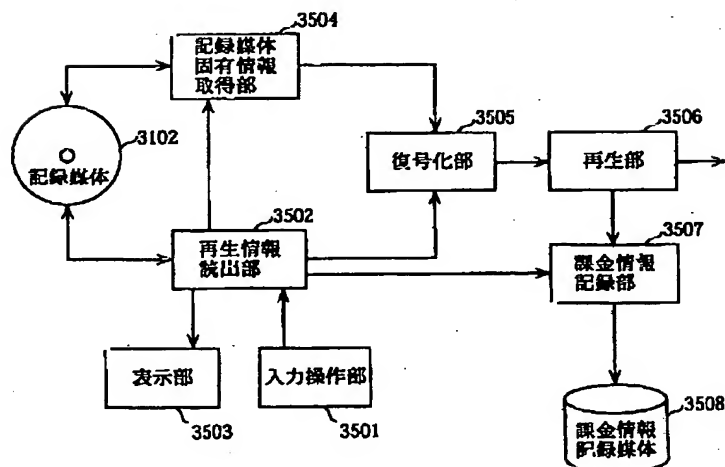 3504
記録媒体
固有情報
取得部
3102
記録媒体
3505
復号化部
3506
再生部
3502
再生情報
読出部
3507
課金情報
記録部
表示部
3503
入力操作部
3501
3508
課金情報
記録媒体